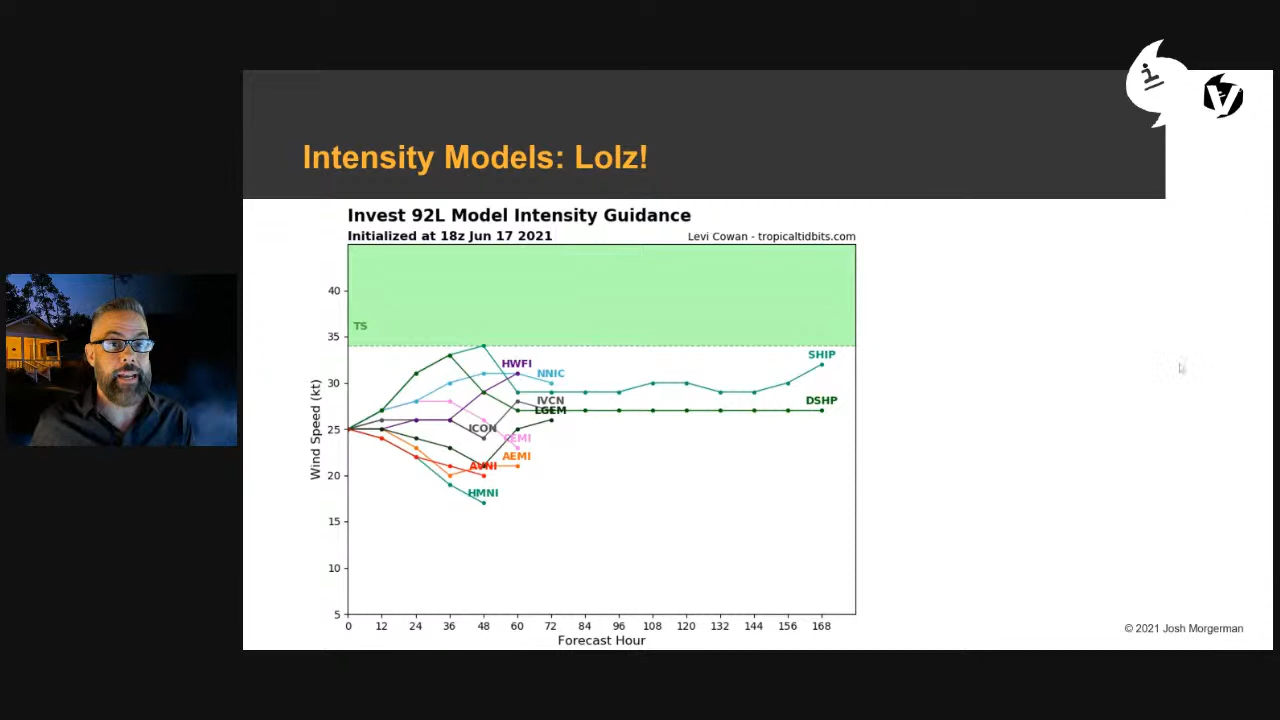 i
V
Intensity Models: Lolz!
Invest 92L Model Intensity Guidance
Initialized at 18z Jun 17 2021
Levi Cowan - tropicaltidbits.com
TS
Wind Speed (kt)
40
35
30
25
20
15
10
5
SHIP
HWFI
NNIC
IVCN
LGEM
DSHP
ICON
CEMI
AEMI
AVNI
HMNI
0 12 24 36 48 60 72 84 96 108 120 132 144 156 168
Forecast Hour
© 2021 Josh Morgerman